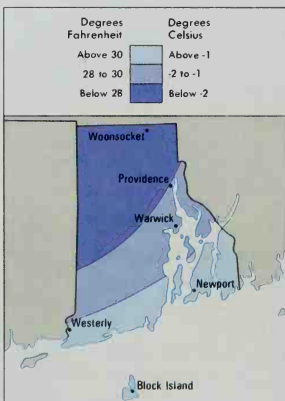 Degrees Fahrenheit
Degrees Celsius
Above 30
Above -1
28 to 30
-2 to -1
Below 28
Below -2
Woonsocket
Providence
Warwick
Newport
Westerly
Block Island